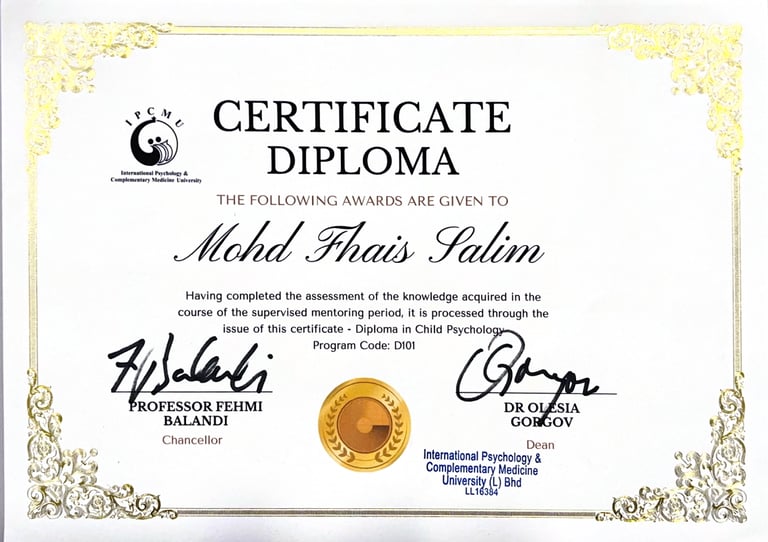 IPCMU
International Psychology &
Complementary Medicine University
CERTIFICATE
DIPLOMA
THE FOLLOWING AWARDS ARE GIVEN TO
Mohd Fhais Salim
Having completed the assessment of the knowledge acquired in the
course of the supervised mentoring period, it is processed through the
issue of this certificate - Diploma in Child Psychology
Program Code: D101
F Balandi
PROFESSOR FEHMI
BALANDI
Chancellor
Gorgov
DR OLESIA
GORGOV
Dean
International Psychology &
Complementary Medicine
University (L) Bhd
LL16384